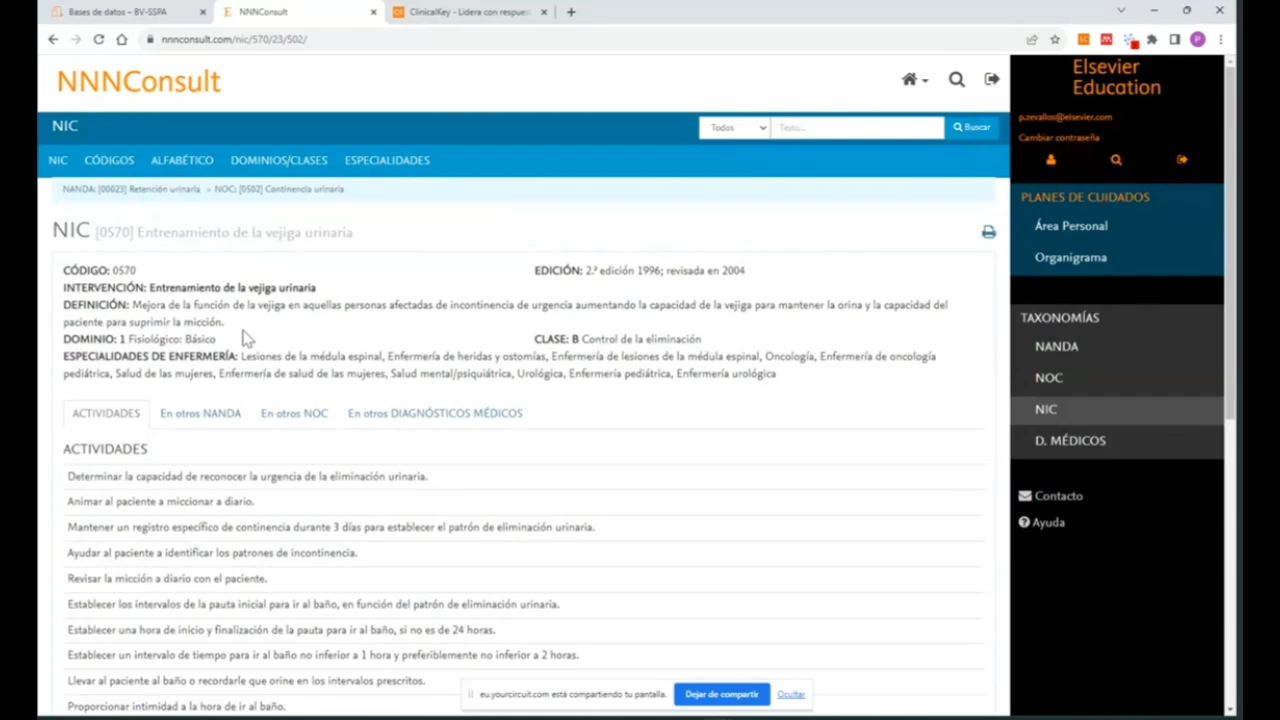 Bases de datos – BV-SSPA
NNNConsult
ClinicalKey - Lidera con respues
nnnconsult.com/nic/570/23/502/
NNNConsult
Elsevier
Education
p.zevallos@elsevier.com
Cambiar contraseña
NIC
Todos
Texto...
Buscar
NIC
CÓDIGOS
ALFABÉTICO
DOMINIOS/CLASES
ESPECIALIDADES
NANDA: [00023] Retención urinaria > NOC: [0502] Continencia urinaria
NIC [0570] Entrenamiento de la vejiga urinaria
CÓDIGO: 0570
EDICIÓN: 2.ª edición 1996; revisada en 2004
INTERVENCIÓN: Entrenamiento de la vejiga urinaria
DEFINICIÓN: Mejora de la función de la vejiga en aquellas personas afectadas de incontinencia de urgencia aumentando la capacidad de la vejiga para mantener la orina y la capacidad del
paciente para suprimir la micción.
DOMINIO: 1 Fisiológico: Básico
CLASE: B Control de la eliminación
ESPECIALIDADES DE ENFERMERÍA: Lesiones de la médula espinal, Enfermería de heridas y ostomías, Enfermería de lesiones de la médula espinal, Oncología, Enfermería de oncología
pediátrica, Salud de las mujeres, Enfermería de salud de las mujeres, Salud mental/psiquiátrica, Urológica, Enfermería pediátrica, Enfermería urológica
ACTIVIDADES
En otros NANDA
En otros NOC
En otros DIAGNÓSTICOS MÉDICOS
ACTIVIDADES
Determinar la capacidad de reconocer la urgencia de la eliminación urinaria.
Animar al paciente a miccionar a diario.
Mantener un registro específico de continencia durante 3 días para establecer el patrón de eliminación urinaria.
Ayudar al paciente a identificar los patrones de incontinencia.
Revisar la micción a diario con el paciente.
Establecer los intervalos de la pauta inicial para ir al baño, en función del patrón de eliminación urinaria.
Establecer una hora de inicio y finalización de la pauta para ir al baño, si no es de 24 horas.
Establecer un intervalo de tiempo para ir al baño no inferior a 1 hora y preferiblemente no inferior a 2 horas.
Llevar al paciente al baño o recordarle que orine en los intervalos prescritos.
Proporcionar intimidad a la hora de ir al baño.
PLANES DE CUIDADOS
Área Personal
Organigrama
TAXONOMÍAS
NANDA
NOC
NIC
D. MÉDICOS
Contacto
Ayuda
eu.yourcircuit.com está compartiendo tu pantalla.
Dejar de compartir
Ocultar